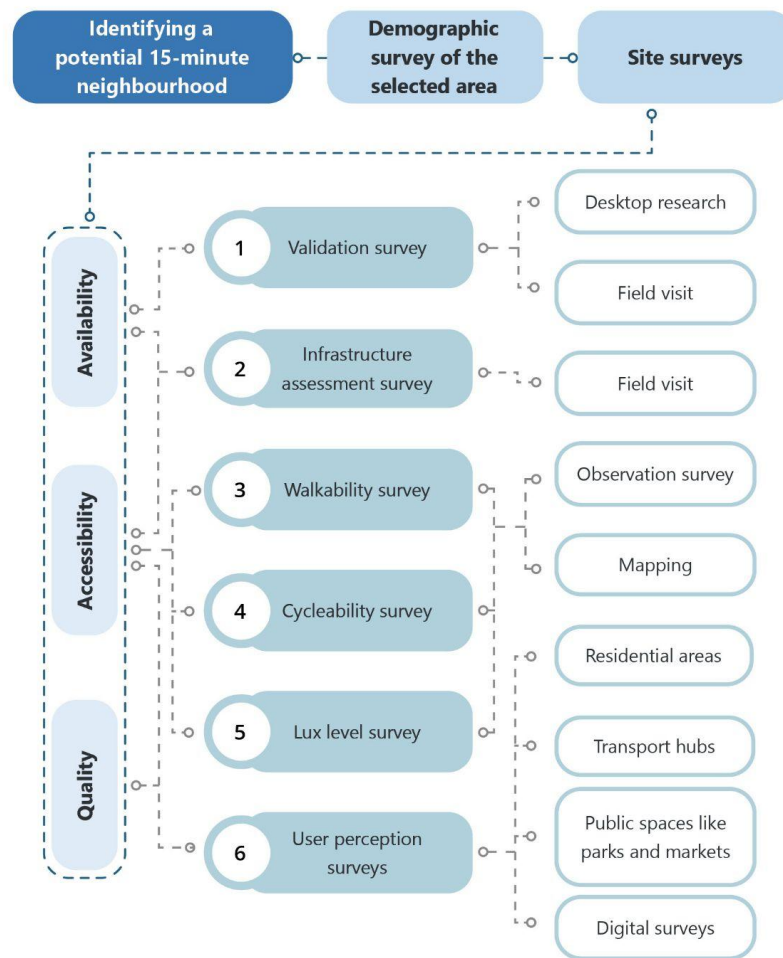 Identifying a
potential 15-minute
neighbourhood
Demographic
survey of the
selected area
Site surveys
Availability
Accessibility
Quality
1
Validation survey
2
Infrastructure
assessment survey
3
Walkability survey
4
Cycleability survey
5
Lux level survey
6
User perception
surveys
Desktop research
Field visit
Field visit
Observation survey
Mapping
Residential areas
Transport hubs
Public spaces like
parks and markets
Digital surveys